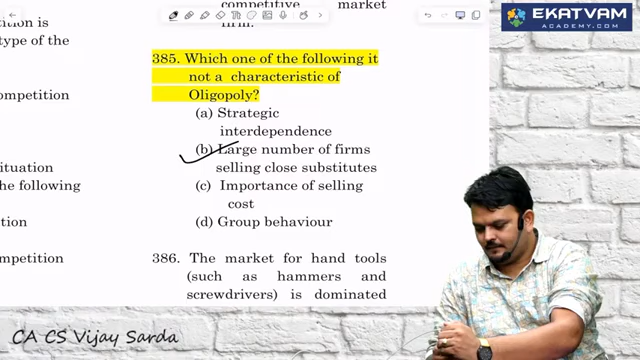 competitive market
firm.
tition is
type of the
ompetition
ituation
he following
tion
mpetition
385. Which one of the following it
not a characteristic of
Oligopoly?
(a) Strategic
interdependence
(b) Large number of firms
selling close substitutes
(c) Importance of selling
cost
(d) Group behaviour
386. The market for hand tools
(such as hammers and
screwdrivers) is dominated
EKATVAM
ACADEMY.COM
CA CS Vijay Sarda